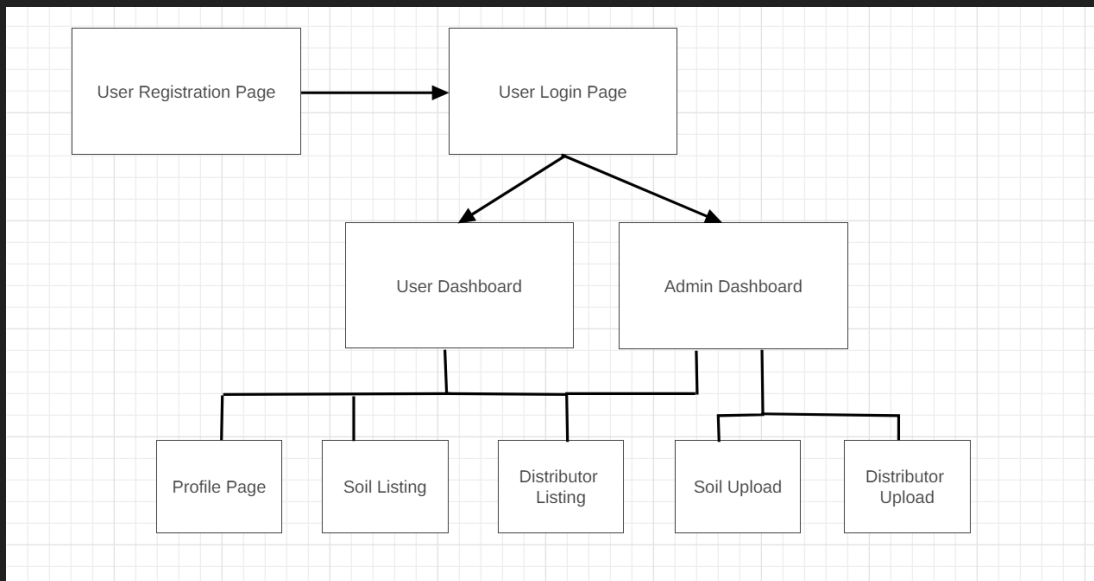 User Registration Page
User Login Page
User Dashboard
Admin Dashboard
Profile Page
Soil Listing
Distributor
Listing
Soil Upload
Distributor
Upload